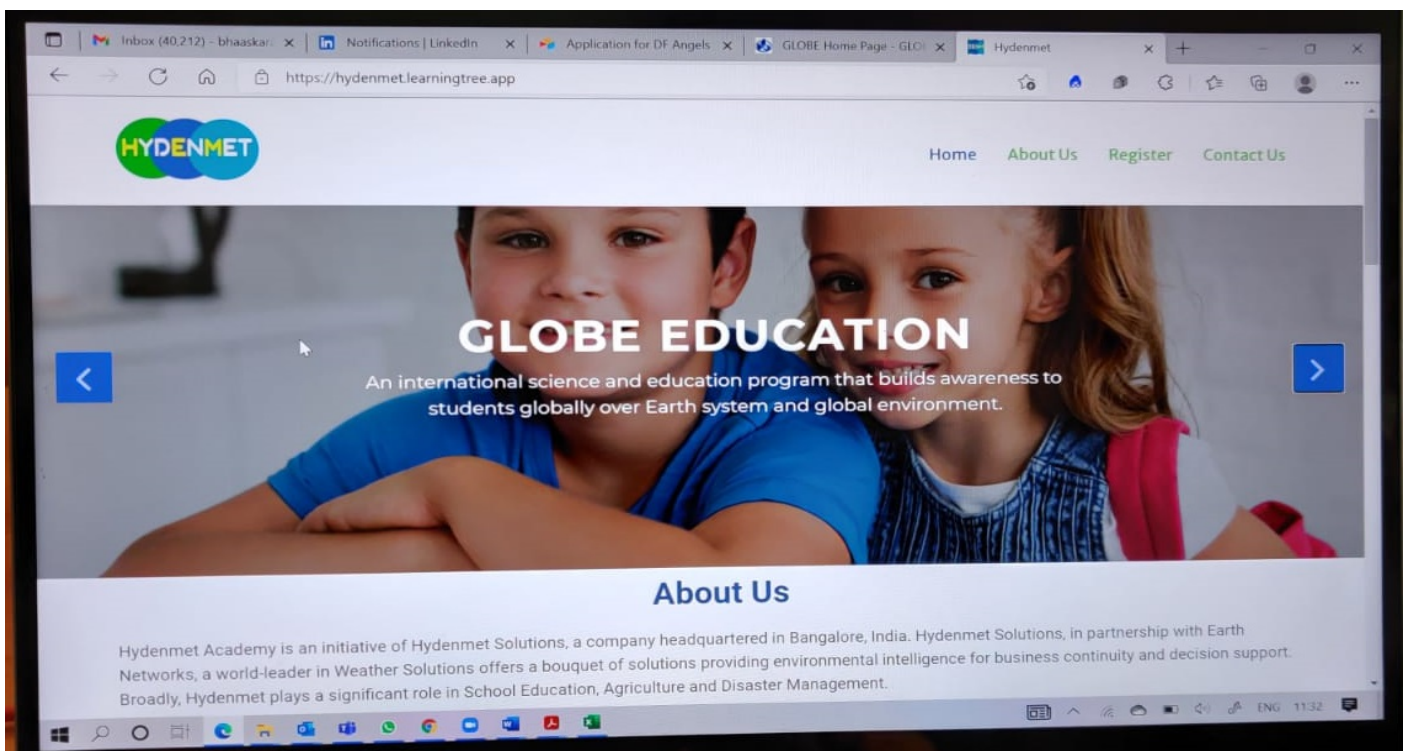 Inbox (40,212) - bhaaskar
Notifications | LinkedIn
Application for DF Angels
GLOBE Home Page - GLO
Hydenmet
https://hydenmet.learningtree.app
HYDENMET
Home About Us Register Contact Us
GLOBE EDUCATION
An international science and education program that builds awareness to
students globally over Earth system and global environment.
About Us
Hydenmet Academy is an initiative of Hydenmet Solutions, a company headquartered in Bangalore, India. Hydenmet Solutions, in partnership with Earth
Networks, a world-leader in Weather Solutions offers a bouquet of solutions providing environmental intelligence for business continuity and decision support.
Broadly, Hydenmet plays a significant role in School Education, Agriculture and Disaster Management.
ENG 11:32